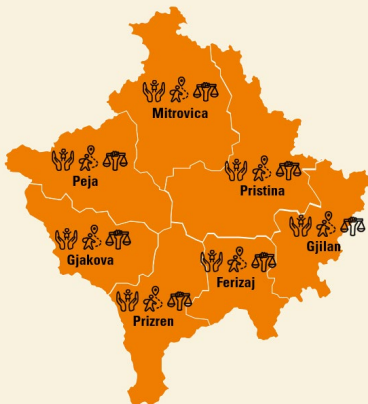 Mitrovica
Peja
Pristina
Gjilan
Gjakova
Ferizaj
Prizren